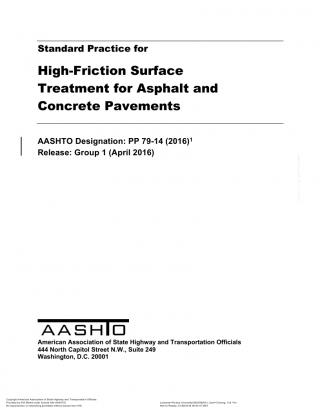 Standard Practice for
High-Friction Surface
Treatment for Asphalt and
Concrete Pavements
AASHTO Designation: PP 79-14 (2016)1
Release: Group 1 (April 2016)
AASHTO
American Association of State Highway and Transportation Officials
444 North Capitol Street N.W., Suite 249
Washington, D.C. 20001